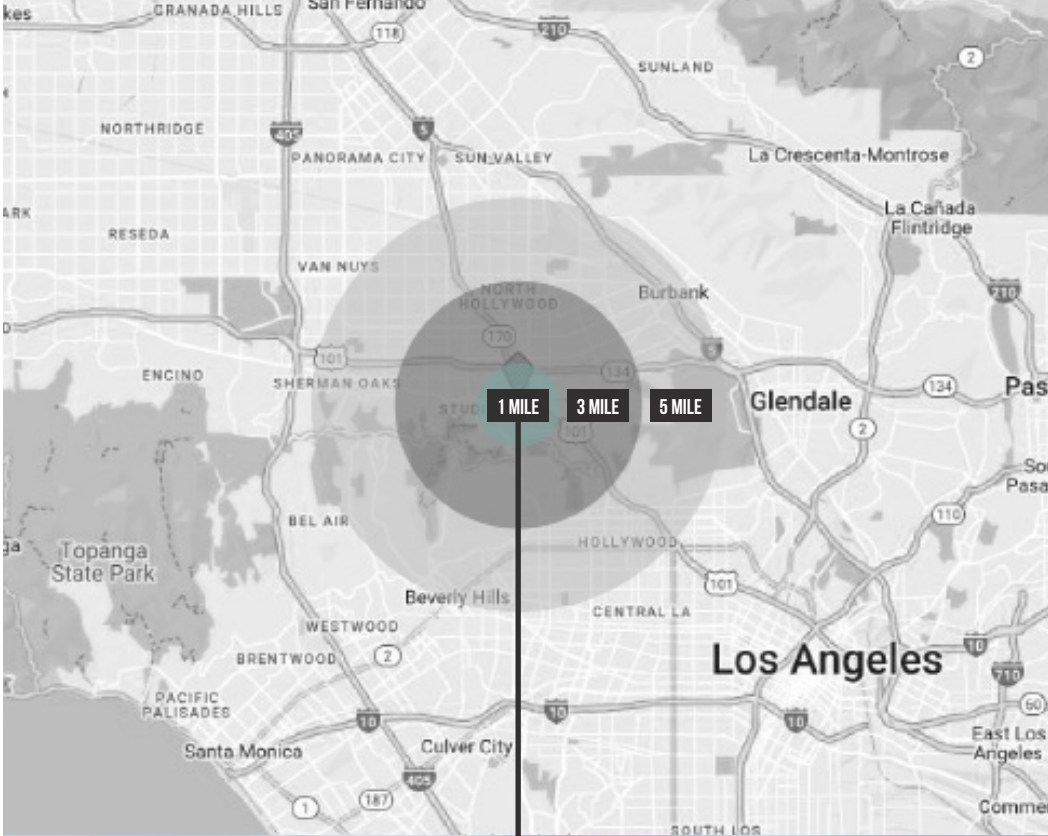 kes
GRANADA HILLS
San Fernando
118
210
2
SUNLAND
NORTHRIDGE
405
5
PANORAMA CITY
SUN VALLEY
La Crescenta-Montrose
ARK
La Cañada
Flintridge
RESEDA
VAN NUYS
210
NORTH
HOLLYWOOD
Burbank
170
101
5
134
ENCINO
SHERMAN OAKS
134
Pas
STUD
1 MILE
3 MILE
5 MILE
Glendale
101
2
Sou
Pasa
110
BEL AIR
HOLLYWOOD
ga
Topanga
State Park
101
Beverly Hills
CENTRAL LA
WESTWOOD
2
BRENTWOOD
Los Angeles
10
710
PACIFIC
PALISADES
60
10
10
10
Santa Monica
Culver City
East Los
Angeles
405
187
1
Comme
SOUTH LOS